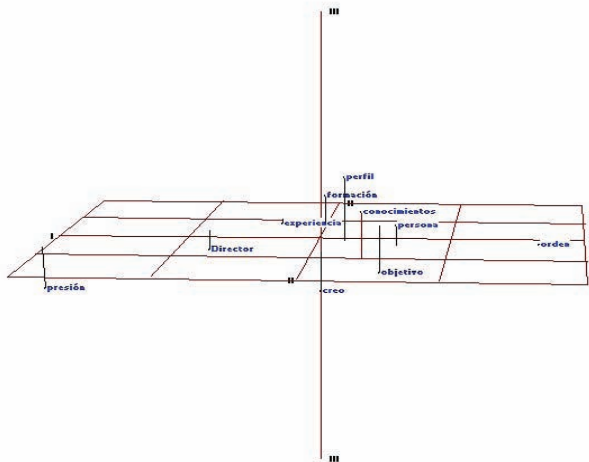 III
perfil
formación
II
conocimientos
experiencia
persona
I
Director
orden
objetivo
II
presión
creo
III